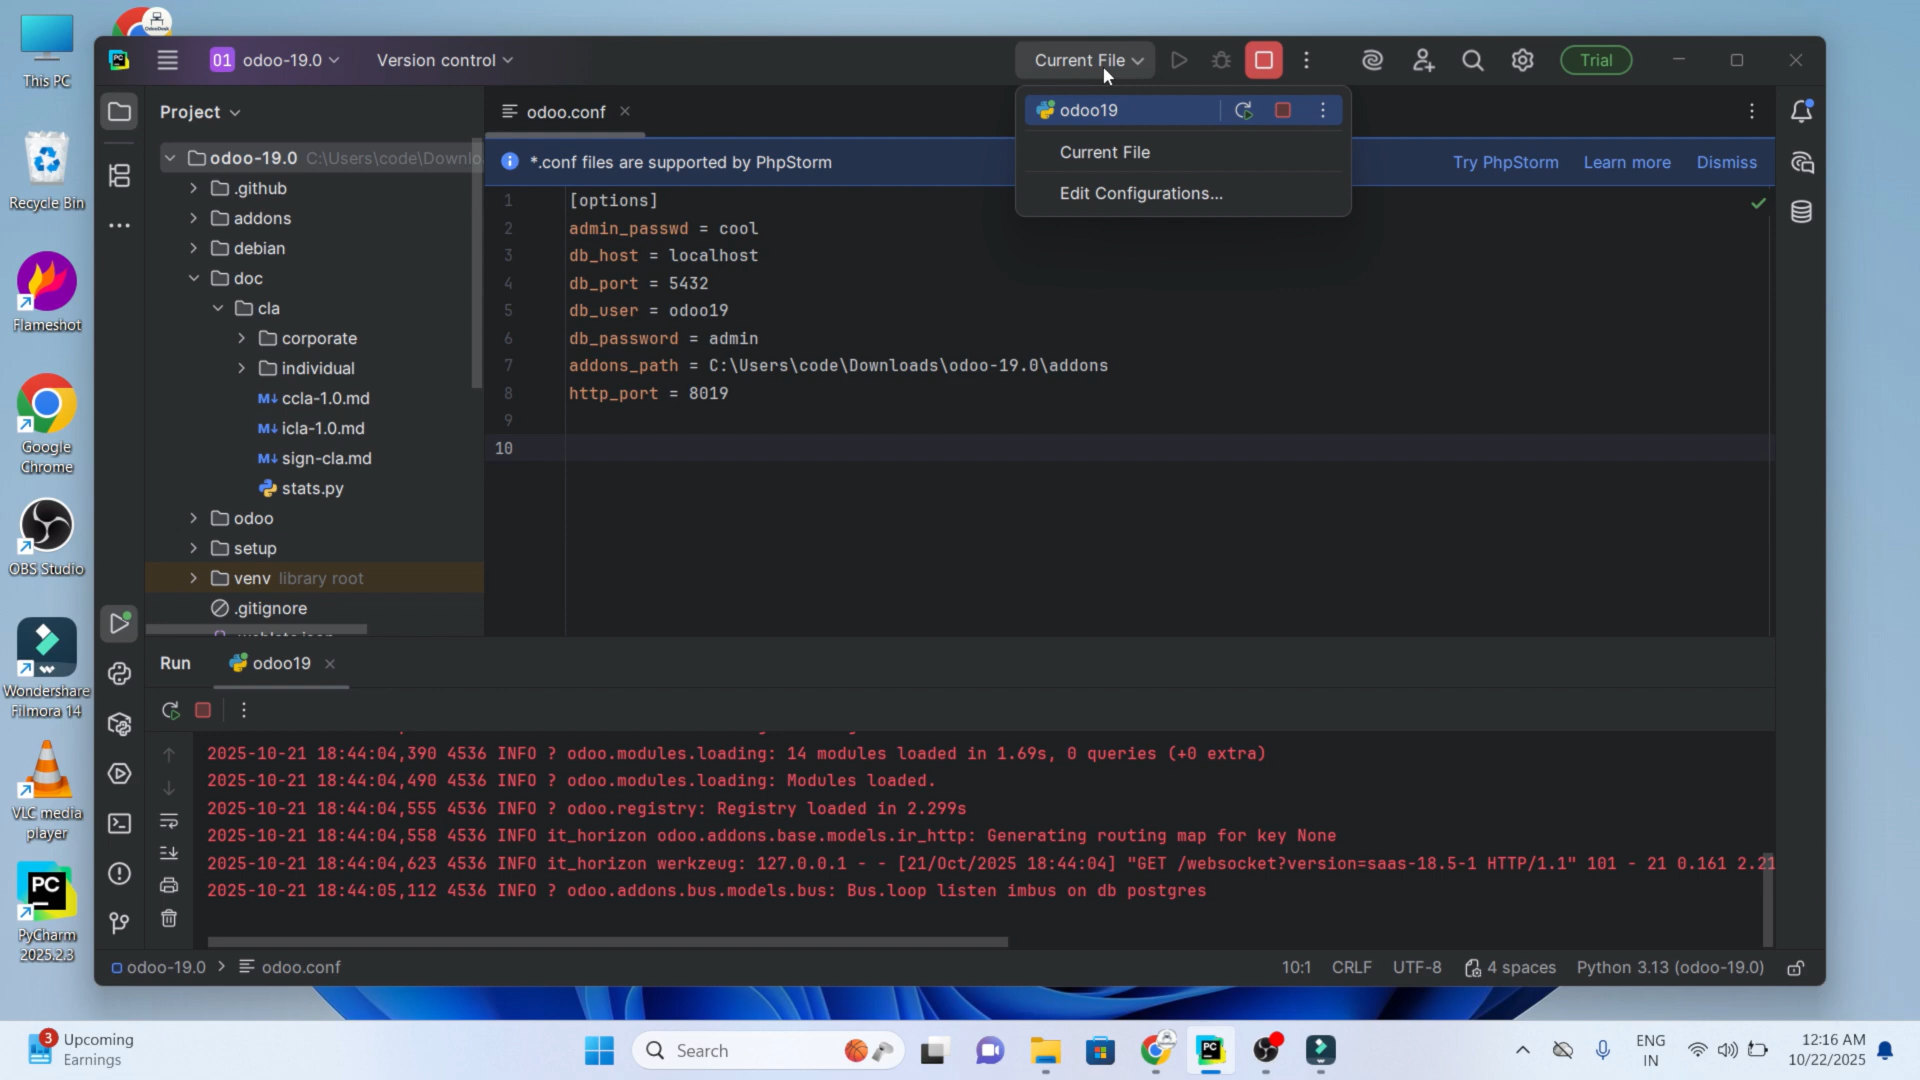 This PC
Recycle Bin
Flameshot
Google
Chrome
OBS Studio
Wondershare
Filmora 14
VLC media
player
PC
PyCharm
2025.2.3
PC
01 odoo-19.0
Version control
Current File
Trial
odoo19
Current File
Edit Configurations...
Project
odoo.conf
odoo-19.0 C:\Users\code\Downlo
.github
addons
debian
doc
cla
corporate
individual
M↓ ccla-1.0.md
M↓ icla-1.0.md
M↓ sign-cla.md
stats.py
odoo
setup
venv library root
.gitignore
*.conf files are supported by PhpStorm
Try PhpStorm
Learn more
Dismiss
1 [options]
2 admin_passwd = cool
3 db_host = localhost
4 db_port = 5432
5 db_user = odoo19
6 db_password = admin
7 addons_path = C:\Users\code\Downloads\odoo-19.0\addons
8 http_port = 8019
9
10
Run
odoo19
2025-10-21 18:44:04,390 4536 INFO ? odoo.modules.loading: 14 modules loaded in 1.69s, 0 queries (+0 extra)
2025-10-21 18:44:04,490 4536 INFO ? odoo.modules.loading: Modules loaded.
2025-10-21 18:44:04,555 4536 INFO ? odoo.registry: Registry loaded in 2.299s
2025-10-21 18:44:04,558 4536 INFO it_horizon odoo.addons.base.models.ir_http: Generating routing map for key None
2025-10-21 18:44:04,623 4536 INFO it_horizon werkzeug: 127.0.0.1 - - [21/Oct/2025 18:44:04] "GET /websocket?version=saas-18.5-1 HTTP/1.1" 101 - 21 0.161 2.21
2025-10-21 18:44:05,112 4536 INFO ? odoo.addons.bus.models.bus: Bus.loop listen imbus on db postgres
odoo-19.0
odoo.conf
10:1
CRLF
UTF-8
4 spaces
Python 3.13 (odoo-19.0)
3
Upcoming
Earnings
Search
PC
ENG
IN
12:16 AM
10/22/2025